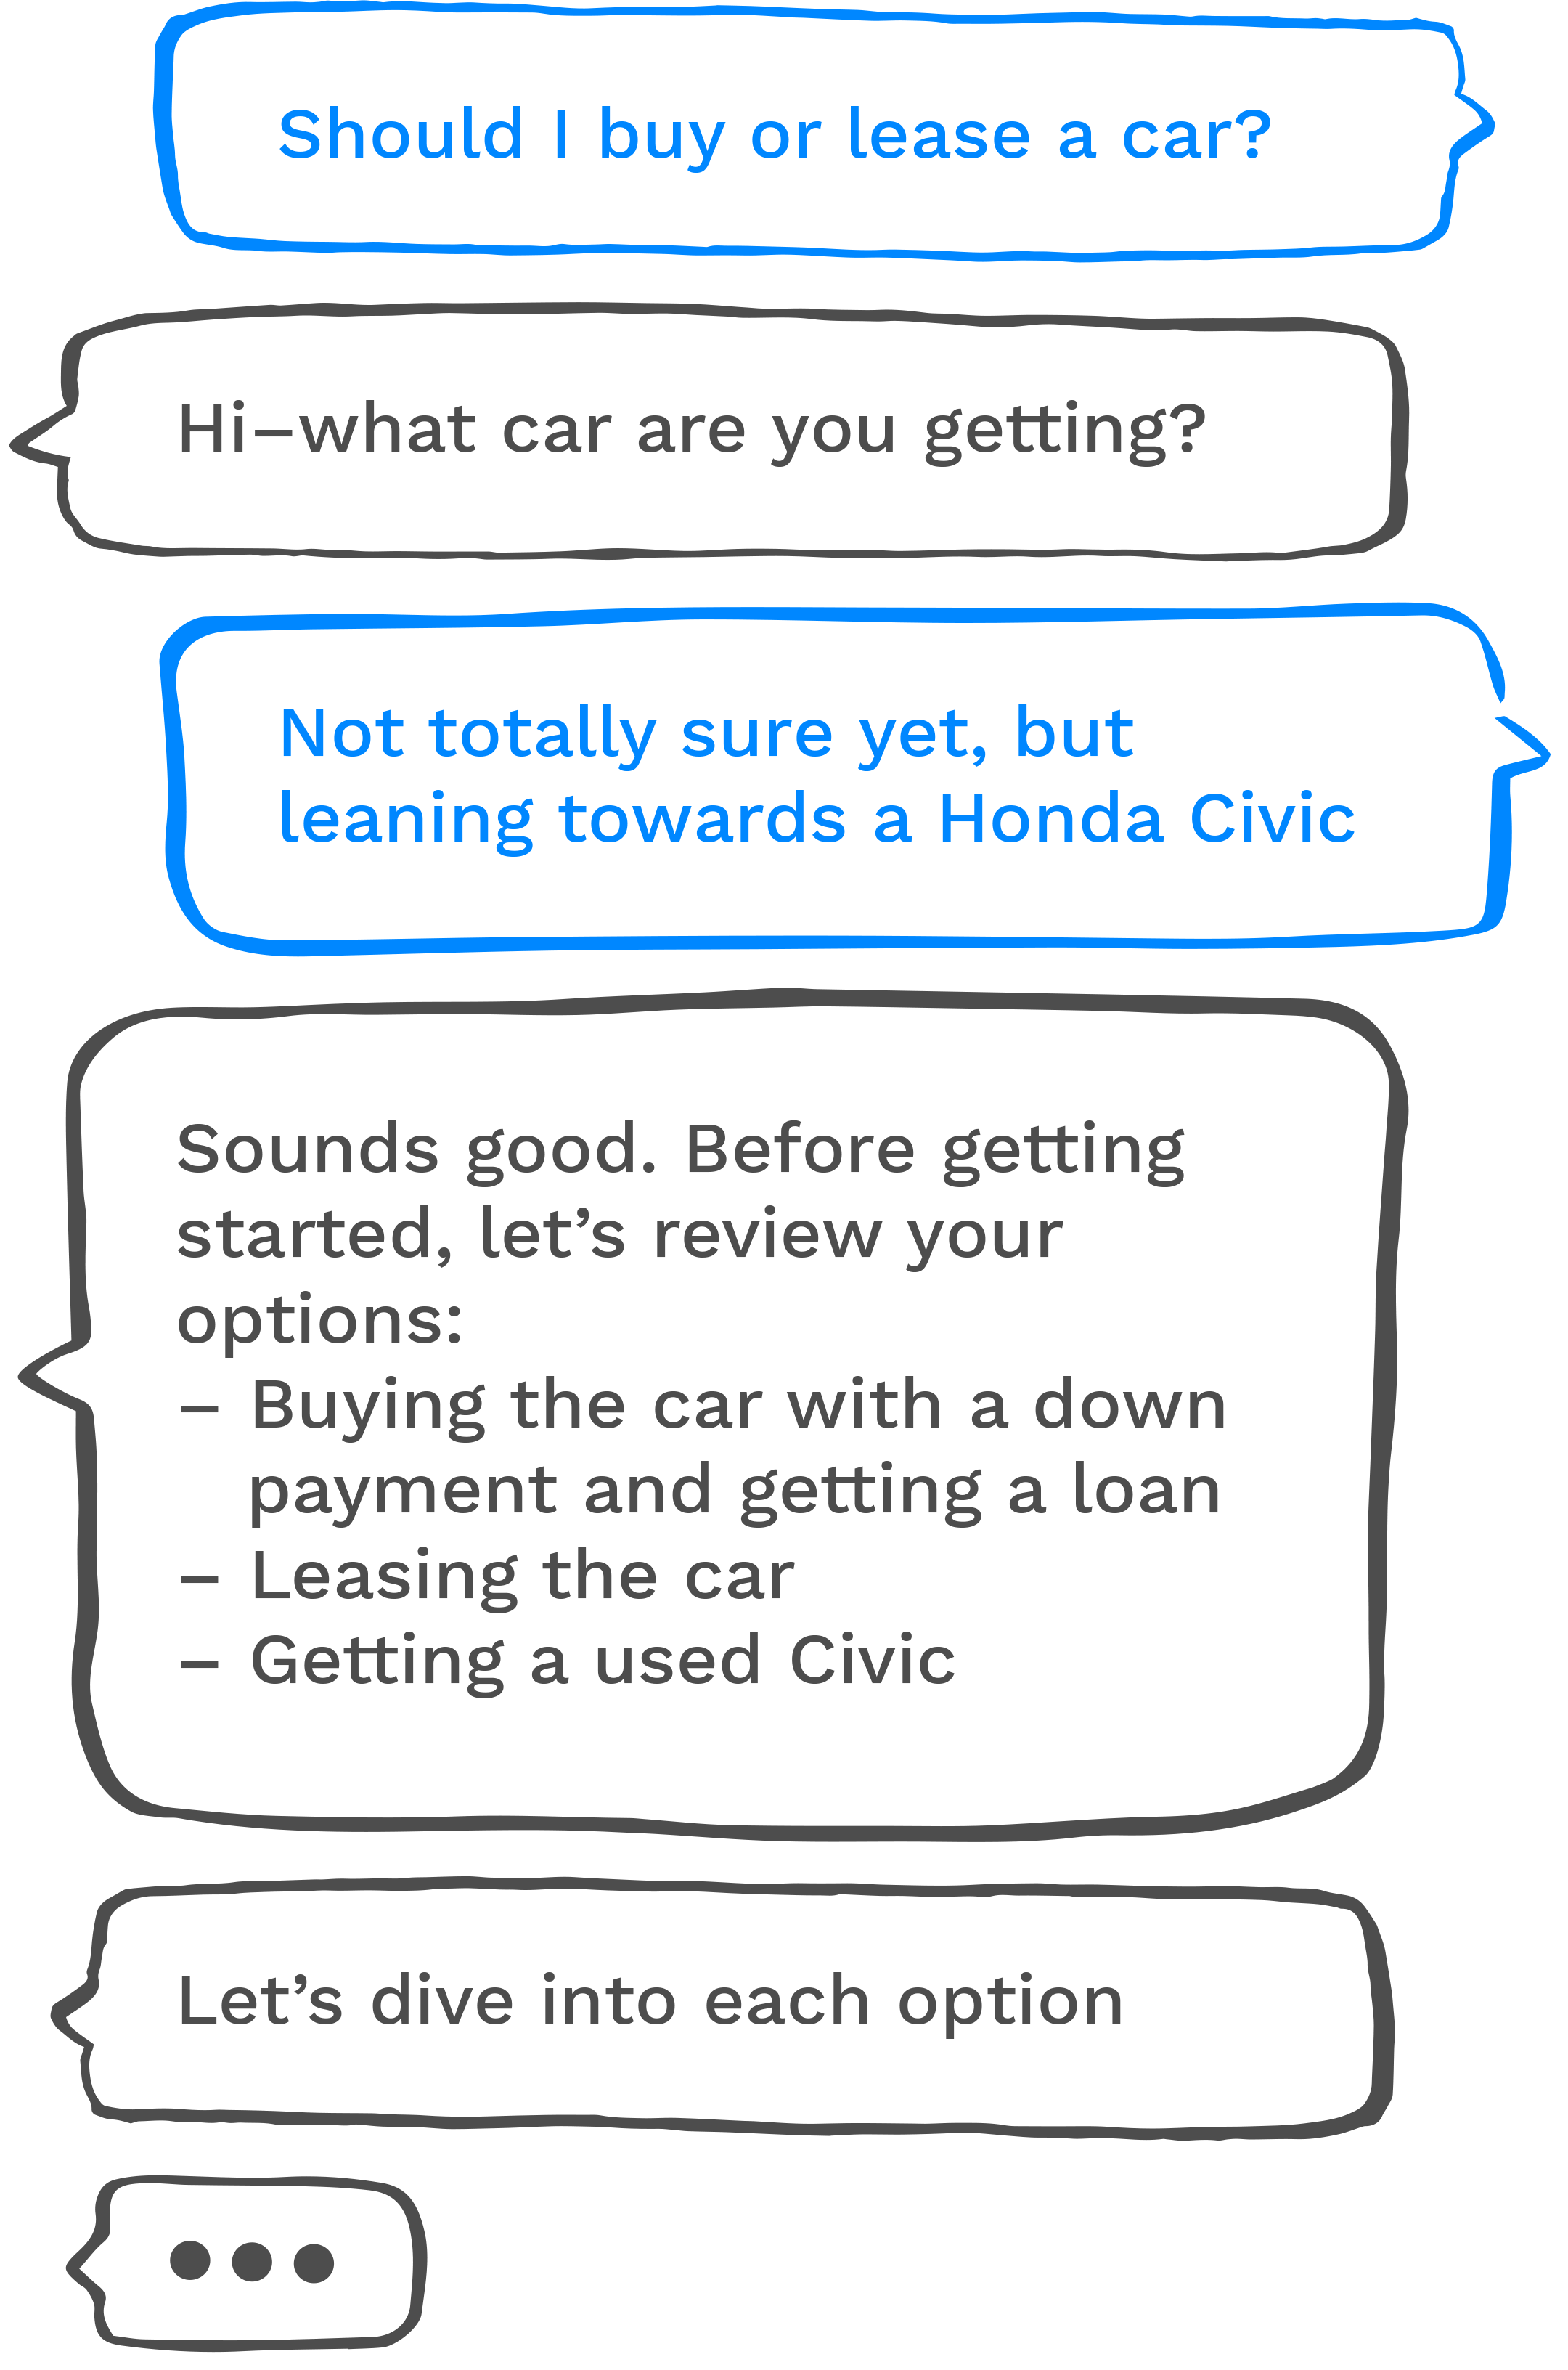 Should I buy or lease a car?
Hi—what car are you getting?
Not totally sure yet, but
leaning towards a Honda Civic
Sounds good. Before getting
started, let’s review your
options:
– Buying the car with a down
payment and getting a loan
– Leasing the car
– Getting a used Civic
Let’s dive into each option